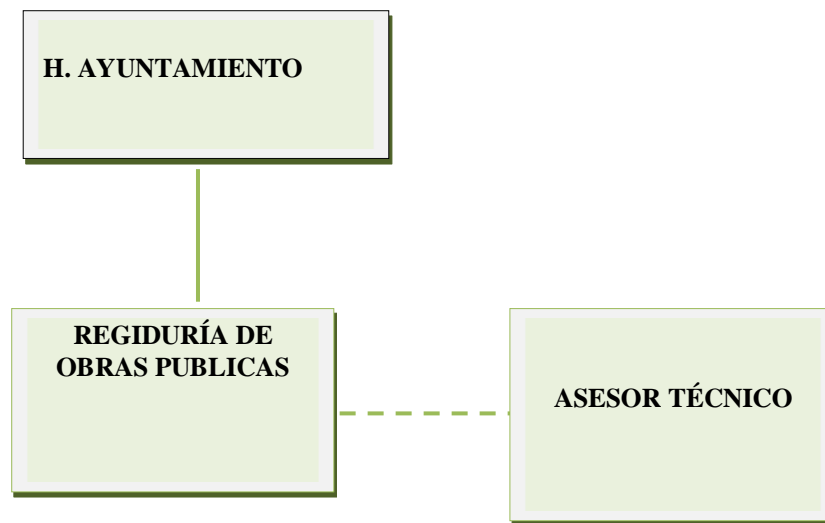 H. AYUNTAMIENTO
REGIDURÍA DE
OBRAS PUBLICAS
ASESOR TÉCNICO